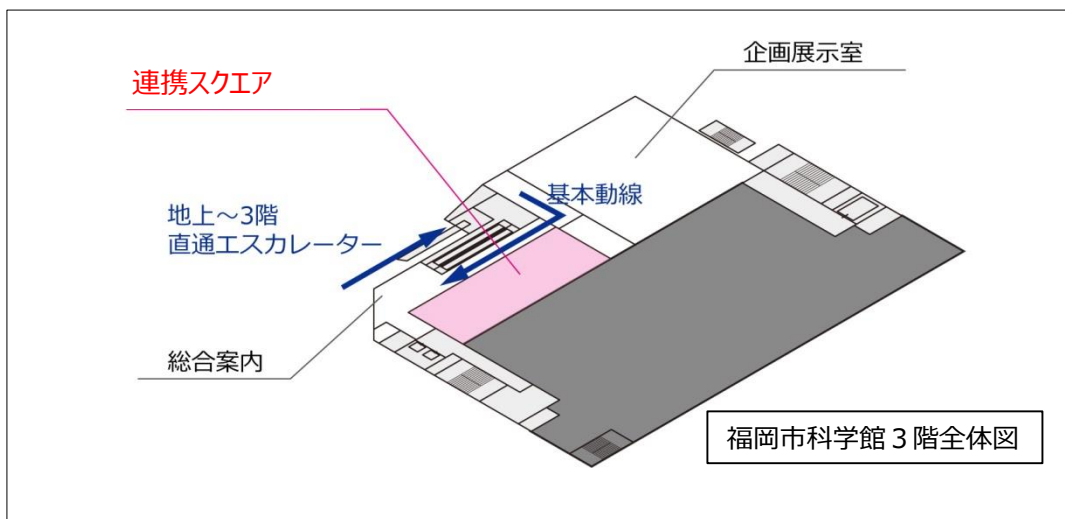 企画展示室
連携スクエア
基本動線
地上～3階
直通エスカレーター
総合案内
福岡市科学館３階全体図